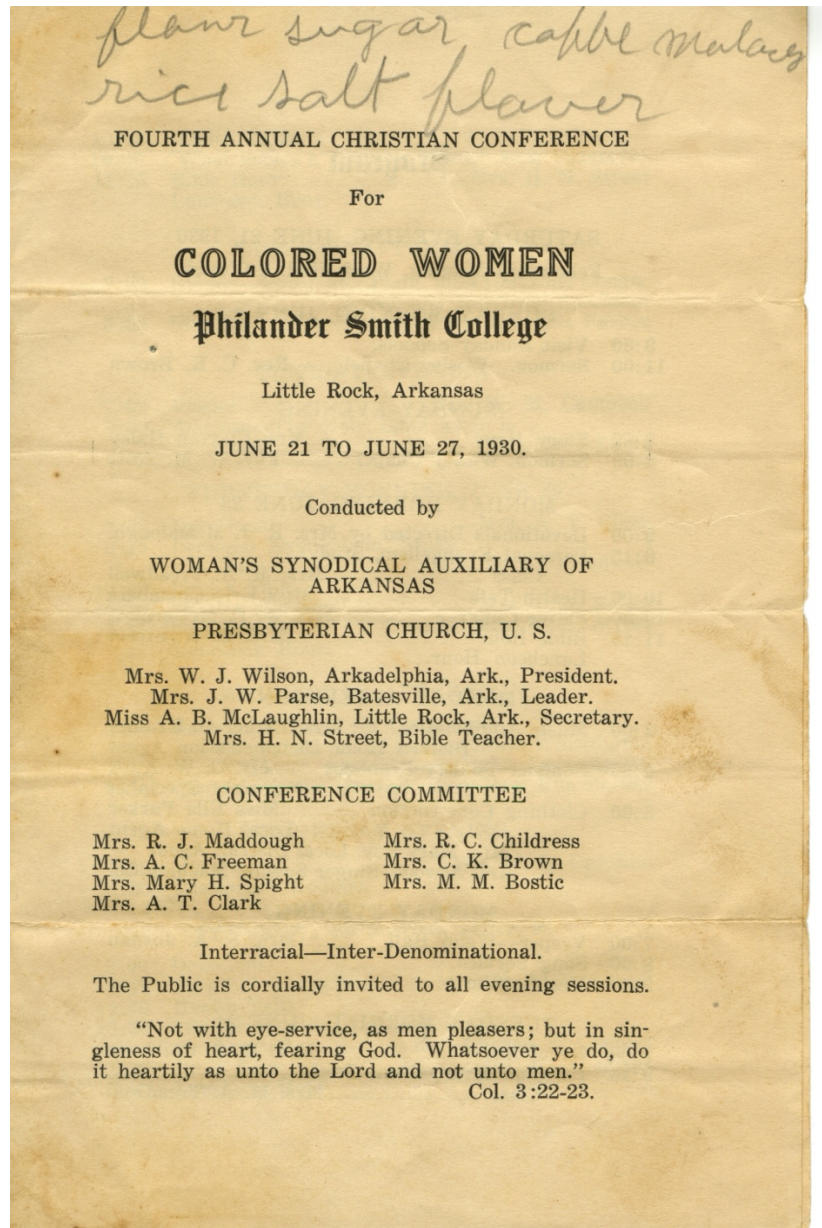 flour sugar coffee molaces
rice salt flaver
FOURTH ANNUAL CHRISTIAN CONFERENCE
For
COLORED WOMEN
Philander Smith College
Little Rock, Arkansas
JUNE 21 TO JUNE 27, 1930.
Conducted by
WOMAN'S SYNODICAL AUXILIARY OF
ARKANSAS
PRESBYTERIAN CHURCH, U. S.
Mrs. W. J. Wilson, Arkadelphia, Ark., President.
Mrs. J. W. Parse, Batesville, Ark., Leader.
Miss A. B. McLaughlin, Little Rock, Ark., Secretary.
Mrs. H. N. Street, Bible Teacher.
CONFERENCE COMMITTEE
Mrs. R. J. Maddough
Mrs. A. C. Freeman
Mrs. Mary H. Spight
Mrs. A. T. Clark
Mrs. R. C. Childress
Mrs. C. K. Brown
Mrs. M. M. Bostic
Interracial—Inter-Denominational.
The Public is cordially invited to all evening sessions.
"Not with eye-service, as men pleasers; but in sin-
gleness of heart, fearing God. Whatsoever ye do, do
it heartily as unto the Lord and not unto men."
Col. 3:22-23.